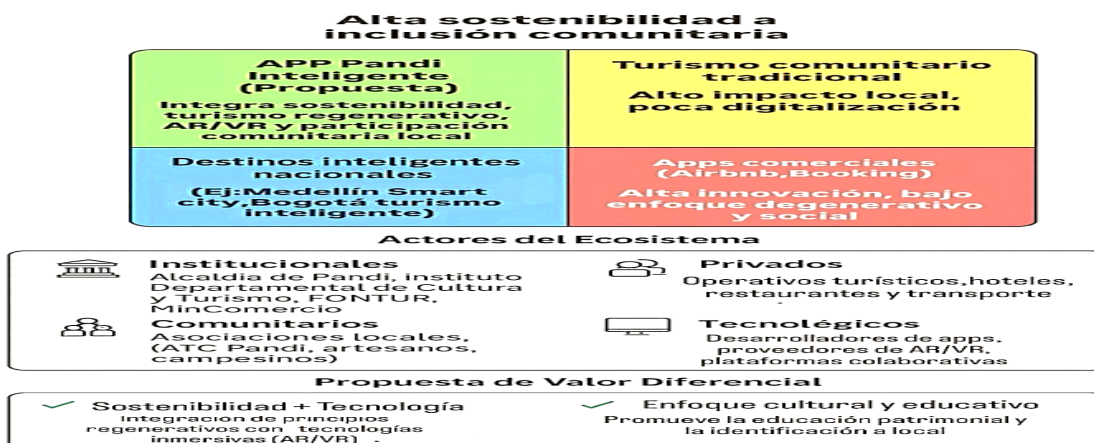 Alta sostenibilidad a
inclusión comunitaria
APP Pandi
Inteligente
(Propuesta)
Integra sostenibilidad,
turismo regenerativo,
AR/VR y participación
comunitaria local
Turismo comunitario
tradicional
Alto impacto local,
poca digitalización
Destinos inteligentes
nacionales
(Ej:Medellín Smart
city,Bogotá turismo
inteligente)
Apps comerciales
(Airbnb,Booking)
Alta innovación, bajo
enfoque degenerativo
y social
Actores del Ecosistema
Institucionales
Alcaldia de Pandi, instituto
Departamental de Cultura
y Turismo, FONTUR,
MinComercio
Privados
Operativos turísticos,hoteles,
restaurantes y transporte
Comunitarios
Asociaciones locales,
(ATC Pandi, artesanos,
campesinos)
Tecnológicos
Desarrolladores de apps,
proveedores de AR/VR,
plataformas colaborativas
Propuesta de Valor Diferencial
Sostenibilidad + Tecnología
Integración de principios
regenerativos con tecnologías
inmersivas (AR/VR) .
Enfoque cultural y educativo
Promueve la educación patrimonial y
la identificación a local